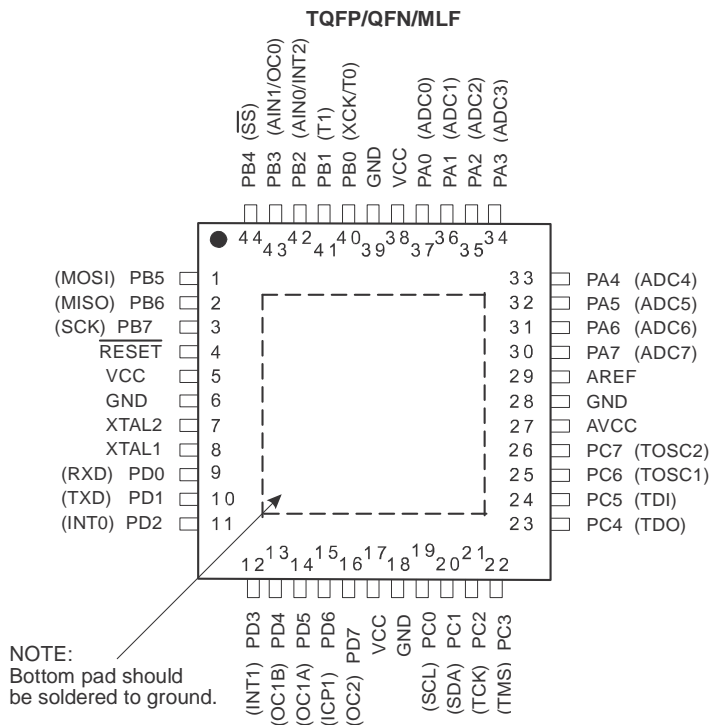 TQFP/QFN/MLF
PB4 (S̅S̅)
PB3 (AIN1/OC0)
PB2 (AIN0/INT2)
PB1 (T1)
PB0 (XCK/T0)
GND
VCC
PA0 (ADC0)
PA1 (ADC1)
PA2 (ADC2)
PA3 (ADC3)
44
43
42
41
40
39
38
37
36
35
34
(MOSI) PB5 1
(MISO) PB6 2
(SCK) PB7 3
R̅E̅S̅E̅T̅ 4
VCC 5
GND 6
XTAL2 7
XTAL1 8
(RXD) PD0 9
(TXD) PD1 10
(INT0) PD2 11
33 PA4 (ADC4)
32 PA5 (ADC5)
31 PA6 (ADC6)
30 PA7 (ADC7)
29 AREF
28 GND
27 AVCC
26 PC7 (TOSC2)
25 PC6 (TOSC1)
24 PC5 (TDI)
23 PC4 (TDO)
12
13
14
15
16
17
18
19
20
21
22
(INT1) PD3
(OC1B) PD4
(OC1A) PD5
(ICP1) PD6
(OC2) PD7
VCC
GND
(SCL) PC0
(SDA) PC1
(TCK) PC2
(TMS) PC3
NOTE:
Bottom pad should
be soldered to ground.